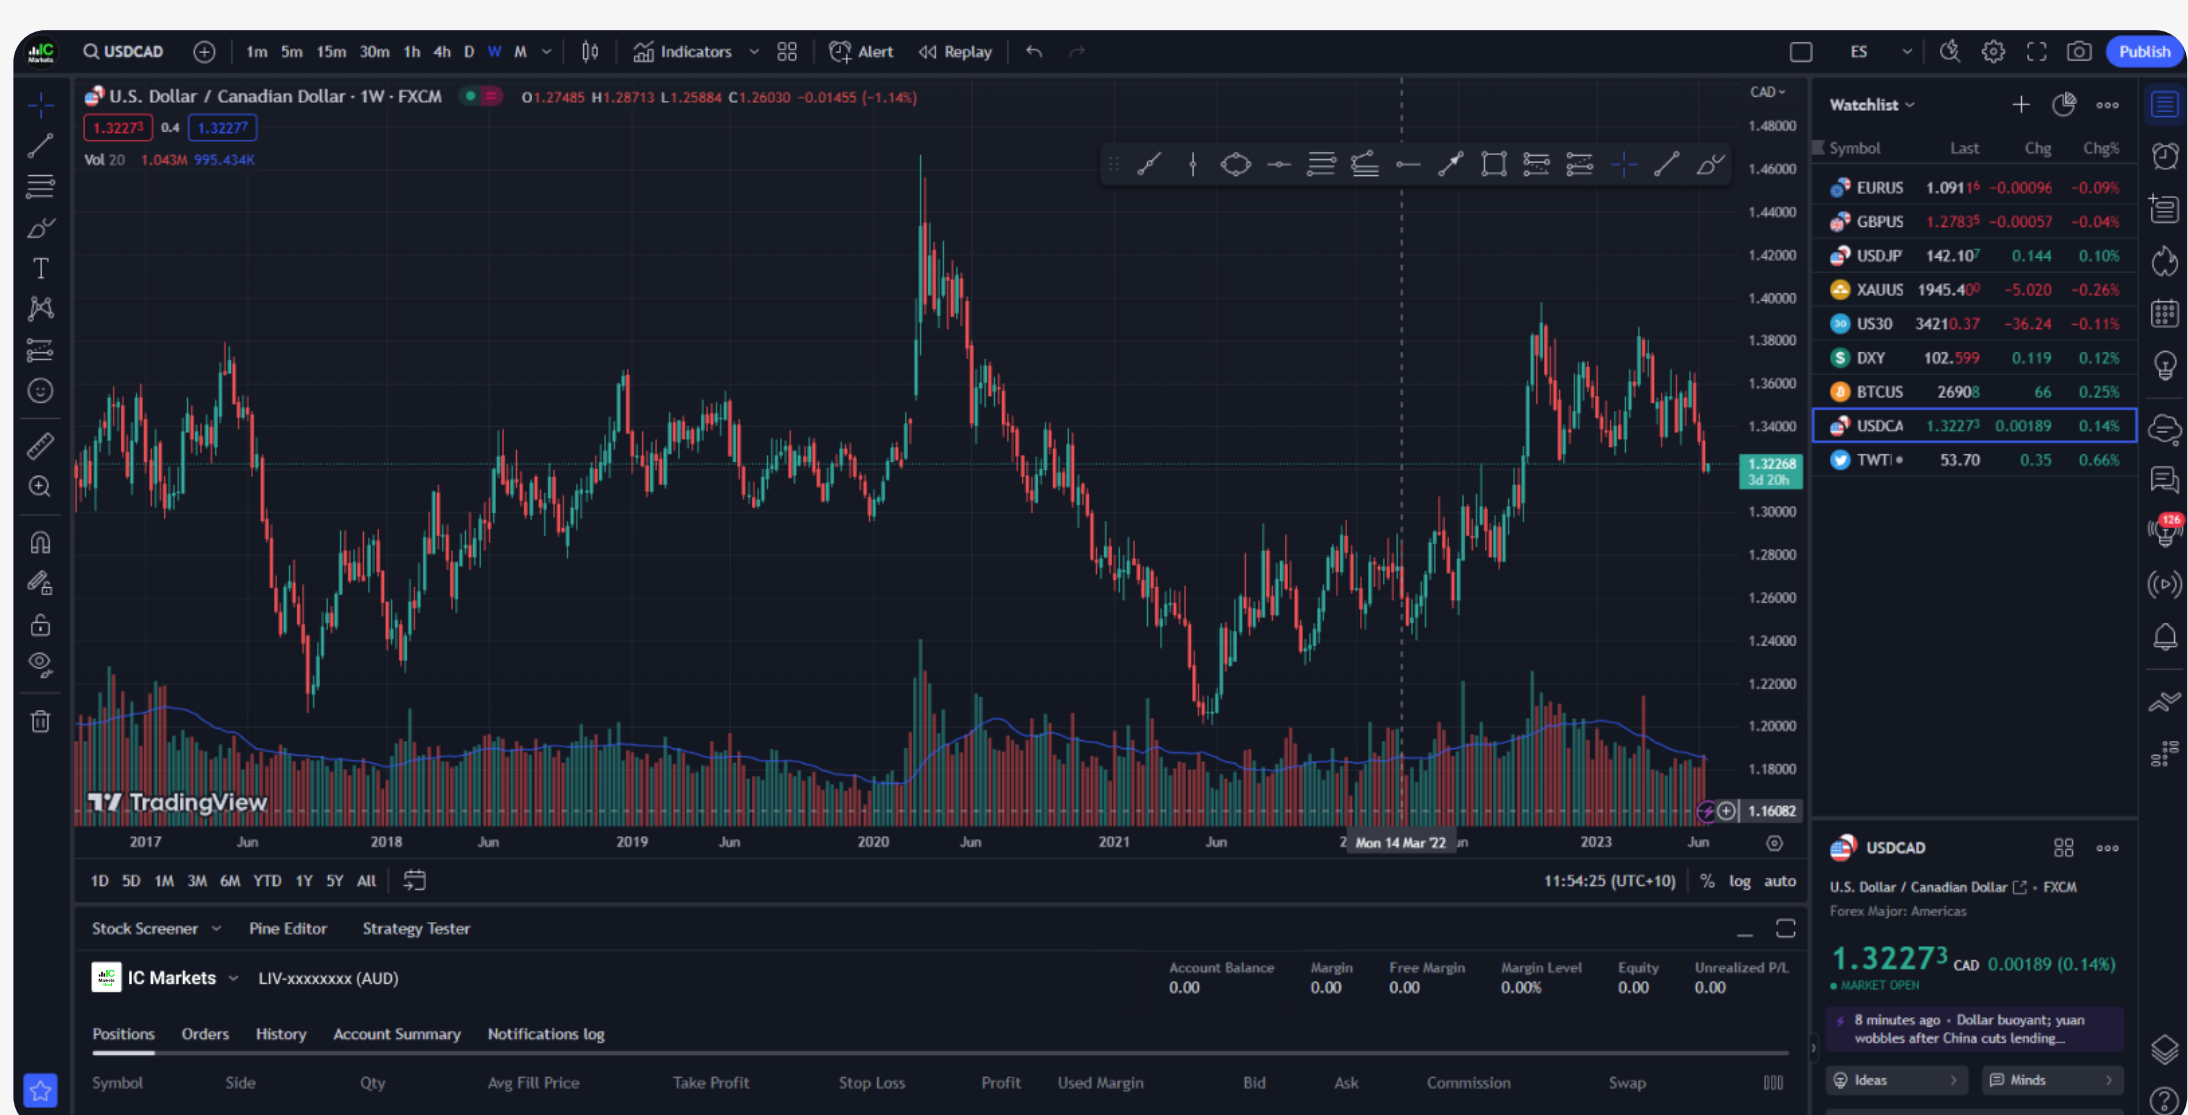 IC Markets USDCAD 1m 5m 15m 30m 1h 4h D W M Indicators Alert Replay ES Publish
U.S. Dollar / Canadian Dollar · 1W · FXCM O1.27485 H1.28713 L1.25884 C1.26030 −0.01455 (−1.14%)
1.32273 0.4 1.32277
Vol 20 1.043M 995.434K
CAD
1.48000
1.46000
1.44000
1.42000
1.40000
1.38000
1.36000
1.34000
1.32268
3d 20h
1.30000
1.28000
1.26000
1.24000
1.22000
1.20000
1.18000
1.16082
TradingView
2017 Jun 2018 Jun 2019 Jun 2020 Jun 2021 Jun Mon 14 Mar '22 2023 Jun
1D 5D 1M 3M 6M YTD 1Y 5Y All 11:54:25 (UTC+10) % log auto
Watchlist
Symbol Last Chg Chg%
EURUS 1.09116 −0.00096 −0.09%
GBPUS 1.27835 −0.00057 −0.04%
USDJP 142.107 0.144 0.10%
XAUUS 1945.400 −5.020 −0.26%
30 US30 34210.37 −36.24 −0.11%
$ DXY 102.599 0.119 0.12%
BTCUS 26908 66 0.25%
USDCA 1.32273 0.00189 0.14%
TWT 53.70 0.35 0.66%
126
Stock Screener Pine Editor Strategy Tester
IC Markets LIV-xxxxxxxx (AUD)
Account Balance Margin Free Margin Margin Level Equity Unrealized P/L
0.00 0.00 0.00 0.00% 0.00 0.00
Positions Orders History Account Summary Notifications log
Symbol Side Qty Avg Fill Price Take Profit Stop Loss Profit Used Margin Bid Ask Commission Swap
USDCAD
U.S. Dollar / Canadian Dollar • FXCM
Forex Major: Americas
1.32273 CAD 0.00189 (0.14%)
MARKET OPEN
8 minutes ago • Dollar buoyant; yuan
wobbles after China cuts lending...
Ideas Minds